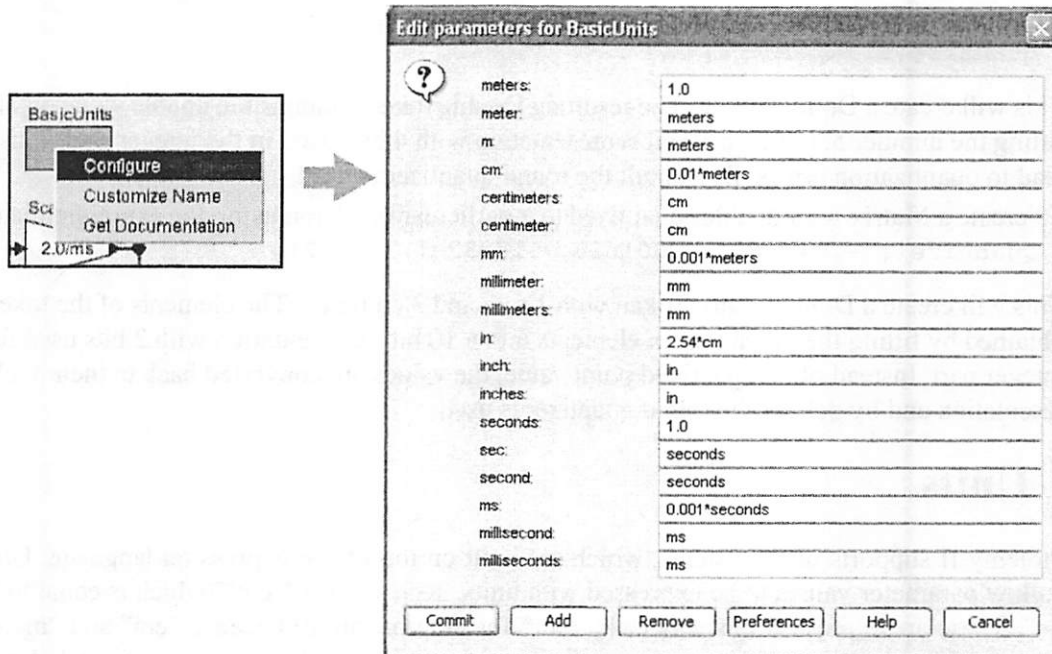 BasicUnits
Configure
Customize Name
Get Documentation
2.0/ms
Edit parameters for BasicUnits
?
meters: 1.0
meter: meters
m: meters
cm: 0.01*meters
centimeters: cm
centimeter: cm
mm: 0.001*meters
millimeter: mm
millimeters: mm
in: 2.54*cm
inch: in
inches: in
seconds: 1.0
sec: seconds
second: seconds
ms: 0.001*seconds
millisecond: ms
milliseconds: ms
Commit Add Remove Preferences Help Cancel